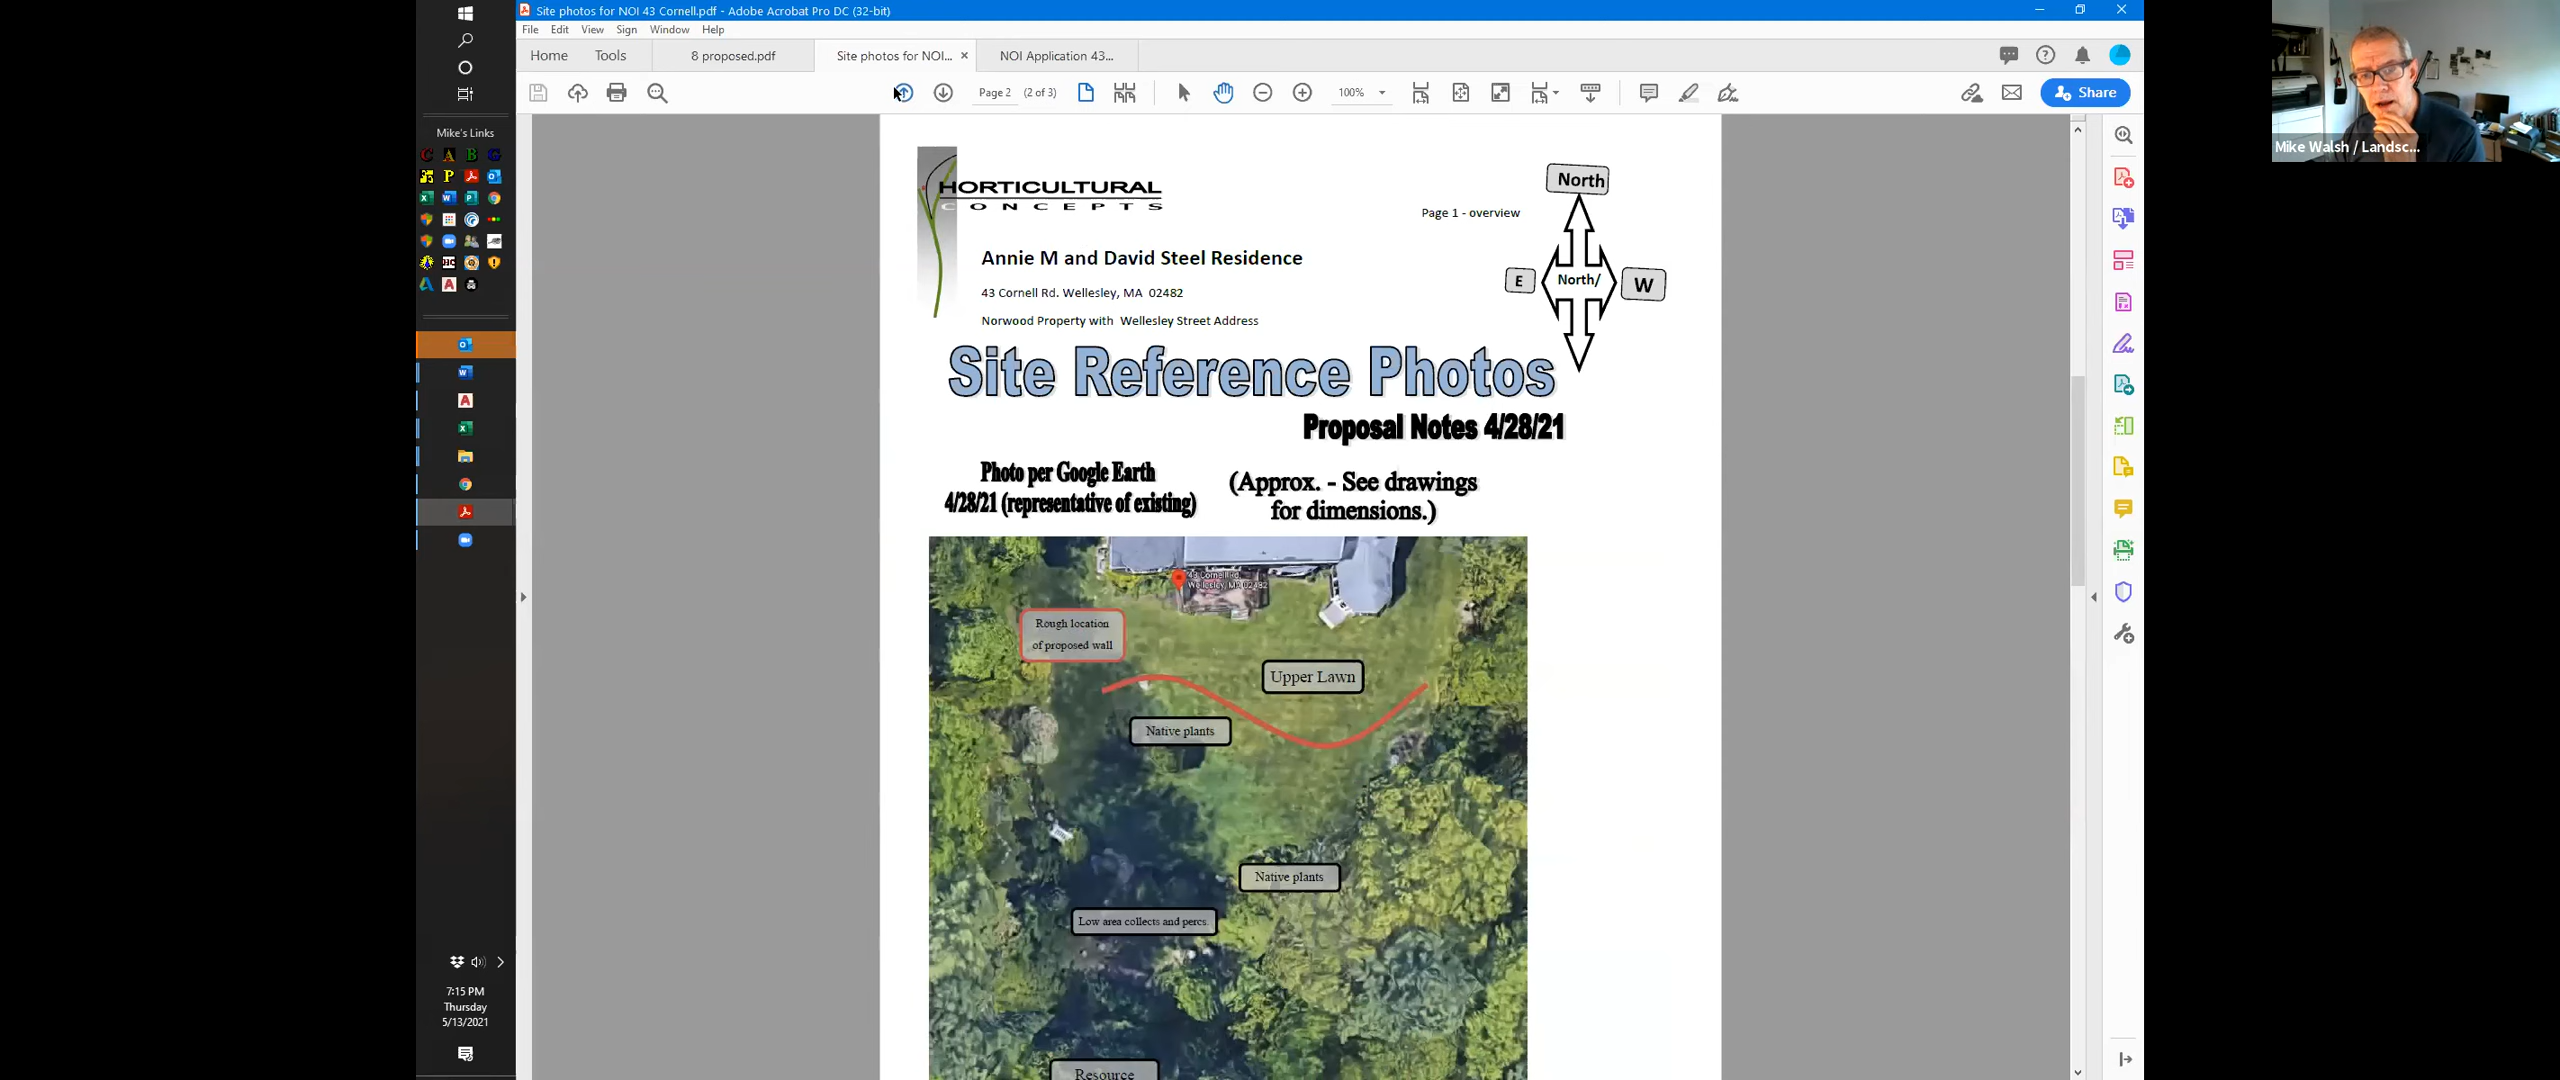 Site photos for NOI 43 Cornell.pdf - Adobe Acrobat Pro DC (32-bit)
File Edit View Sign Window Help
Home Tools 8 proposed.pdf Site photos for NOI... × NOI Application 43...
Page 2 (2 of 3) 100% Share
Mike's Links
Mike Walsh / Landsc...
HORTICULTURAL
CONCEPTS
Page 1 - overview
North
E North/ W
Annie M and David Steel Residence
43 Cornell Rd. Wellesley, MA 02482
Norwood Property with Wellesley Street Address
Site Reference Photos
Proposal Notes 4/28/21
Photo per Google Earth
4/28/21 (representative of existing)
(Approx. - See drawings
for dimensions.)
43 Cornell Rd,
Wellesley, MA 02482
Rough location
of proposed wall
Upper Lawn
Native plants
Native plants
Low area collects and percs.
Resource
7:15 PM
Thursday
5/13/2021